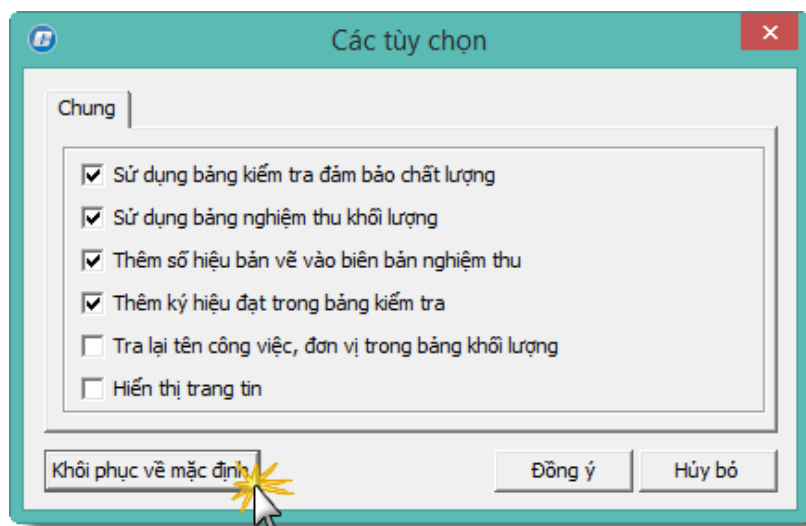 Các tùy chọn
Chung
Sử dụng bảng kiểm tra đảm bảo chất lượng
Sử dụng bảng nghiệm thu khối lượng
Thêm số hiệu bản vẽ vào biên bản nghiệm thu
Thêm ký hiệu đạt trong bảng kiểm tra
Tra lại tên công việc, đơn vị trong bảng khối lượng
Hiển thị trang tin
Khôi phục về mặc định Đồng ý Hủy bỏ